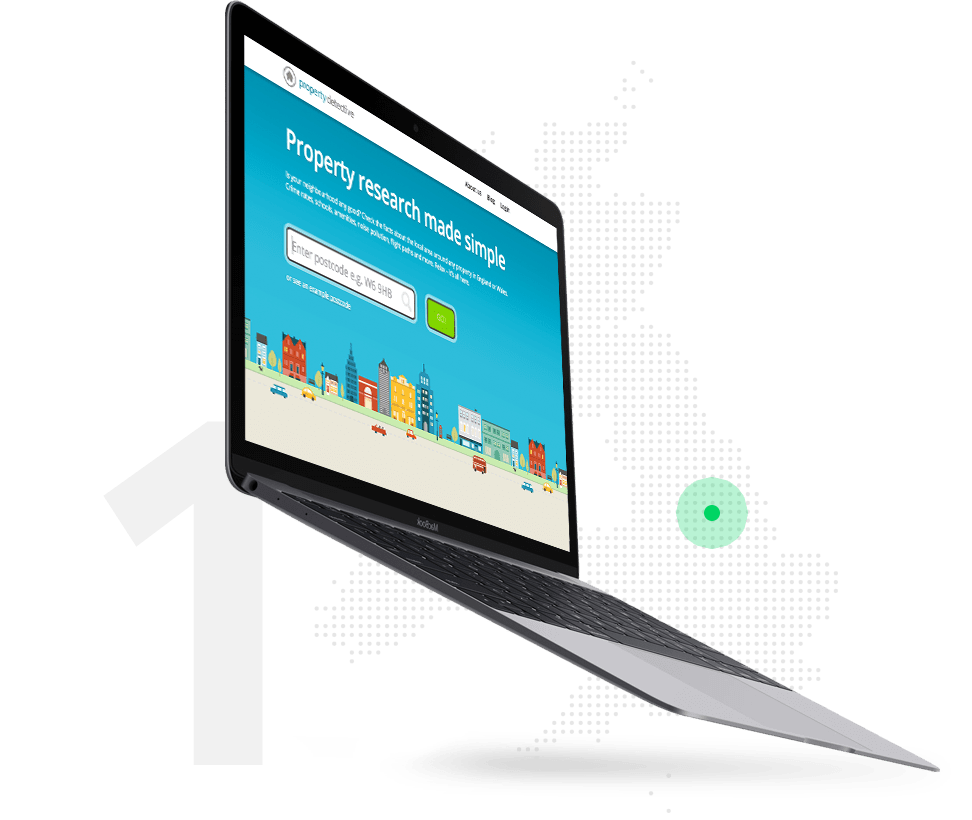 propertydetective
About us Blog Login
Property research made simple
Is your neighbourhood any good? Check the facts about the local area around any property in England or Wales.
Crime rates, schools, amenities, noise pollution, flight paths and more. Relax - it's all here.
Enter postcode e.g. W6 9HB
GO!
or see an example postcode
MacBook
1